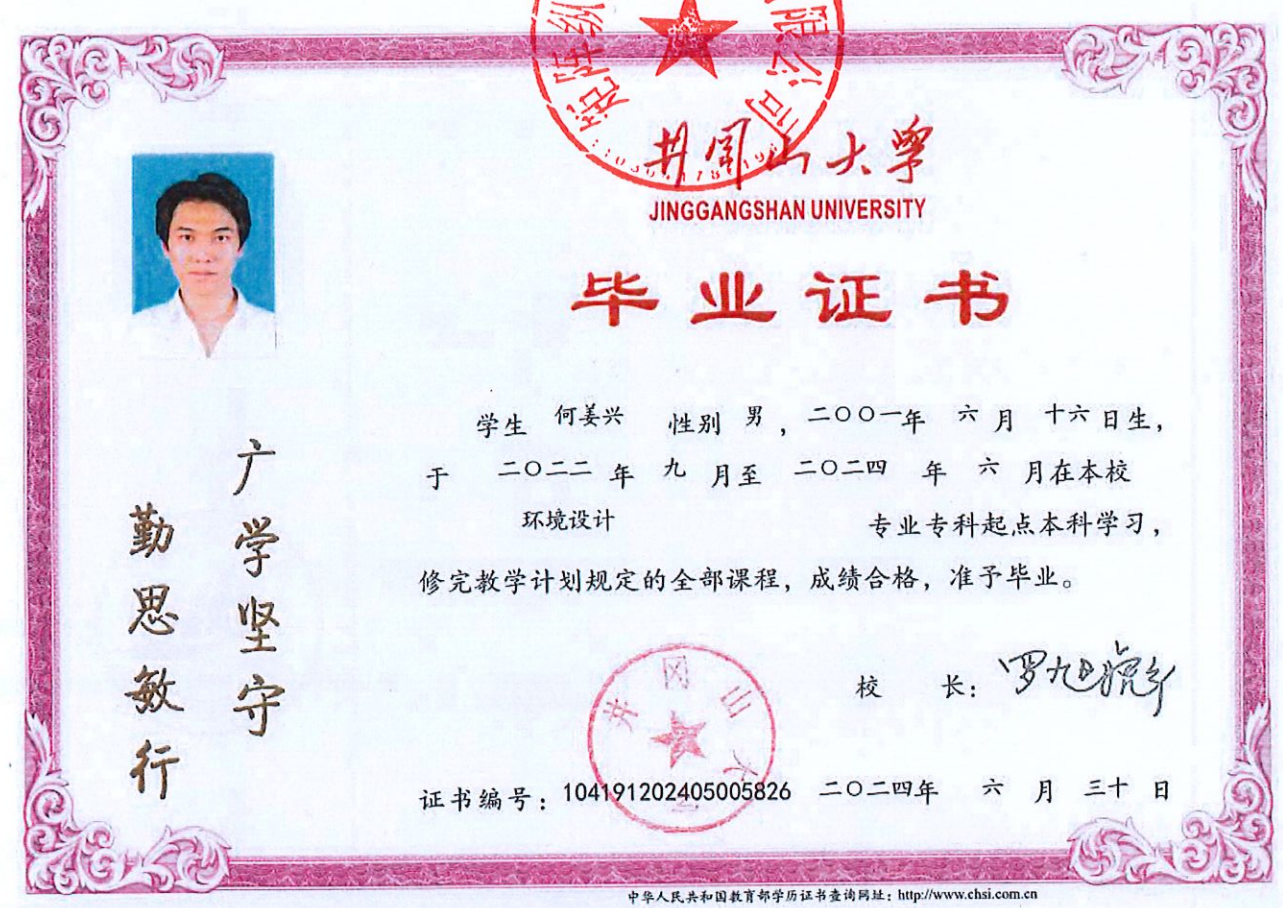 井冈山大学
JINGGANGSHAN UNIVERSITY
毕业证书
学生 何姜兴 性别 男，二〇〇一年 六 月 十六 日生，
于 二〇二二 年 九 月至 二〇二四 年 六 月在本校
环境设计 专业专科起点本科学习，
修完教学计划规定的全部课程，成绩合格，准予毕业。
校 长：
证书编号：104191202405005826 二〇二四年 六 月 三十 日
广学坚守
勤思敏行
井冈山大学
中华人民共和国教育部学历证书查询网址：http://www.chsi.com.cn